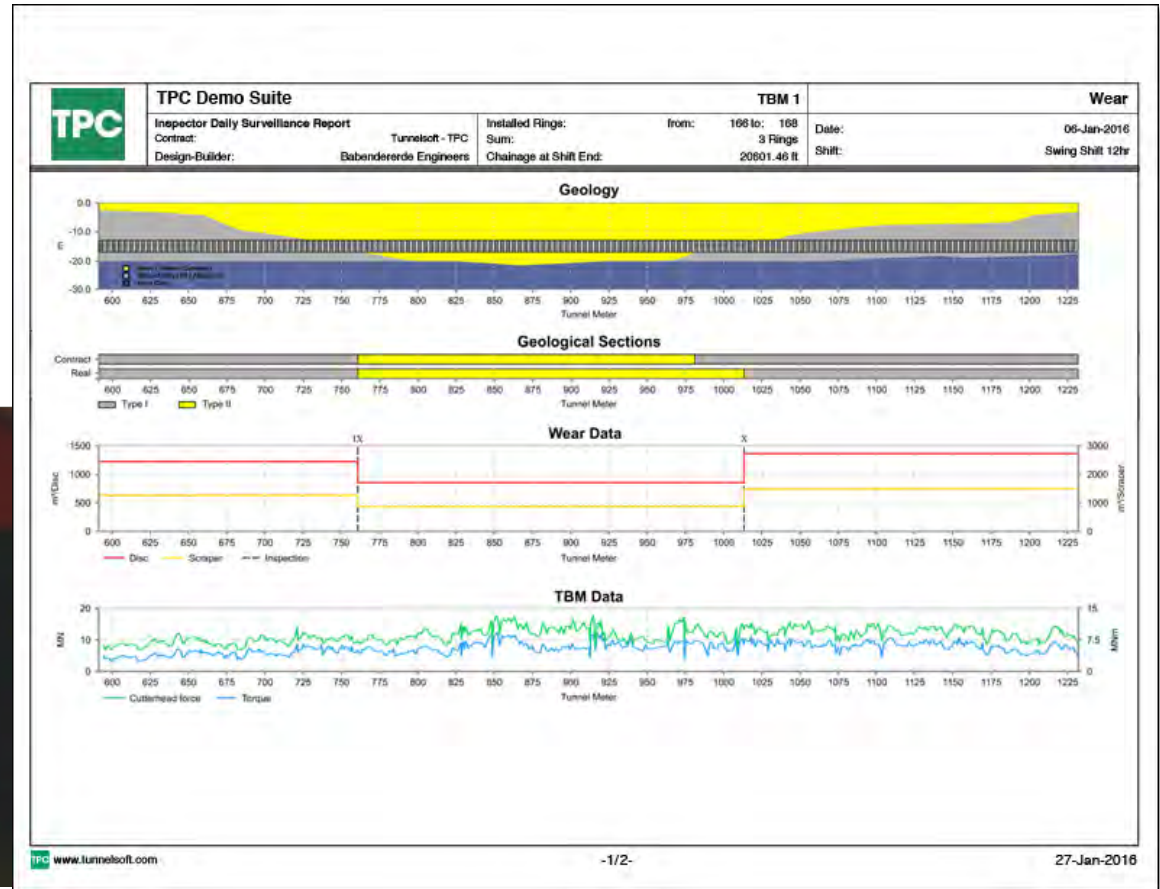 TPC
TPC Demo Suite
TBM 1
Wear
Inspector Daily Surveillance Report
Contract: Tunnelsoft - TPC
Design-Builder: Babendererde Engineers
Installed Rings: from: 166 to: 168
Sum: 3 Rings
Chainage at Shift End: 20601.46 ft
Date: 06-Jan-2016
Shift: Swing Shift 12hr
Geology
0.0
-10.0
-20.0
-30.0
m
600 625 675 700 725 750 775 800 825 850 875 900 925 950 975 1000 1025 1050 1075 1100 1125 1150 1175 1200 1225
Tunnel Meter
Geological Sections
Contract
Real
600 625 650 675 700 725 750 775 800 825 850 875 900 925 950 975 1000 1025 1050 1075 1100 1125 1150 1175 1200 1225
Type I Type II
Tunnel Meter
Wear Data
IX X
1500 3000
1000 2000
500 1000
0 0
m³/Disc
m³/Scraper
600 625 650 675 700 725 750 775 800 825 850 875 900 925 950 975 1000 1025 1050 1075 1100 1125 1150 1175 1200 1225
Disc Scraper Inspection
Tunnel Meter
TBM Data
20 15
10 7.5
0 0
MN
MNm
600 625 650 675 700 725 750 775 800 825 850 875 900 925 950 975 1000 1025 1050 1075 1100 1125 1150 1175 1200 1225
Cutterhead force Torque
Tunnel Meter
TPC www.tunnelsoft.com
-1/2-
27-Jan-2016